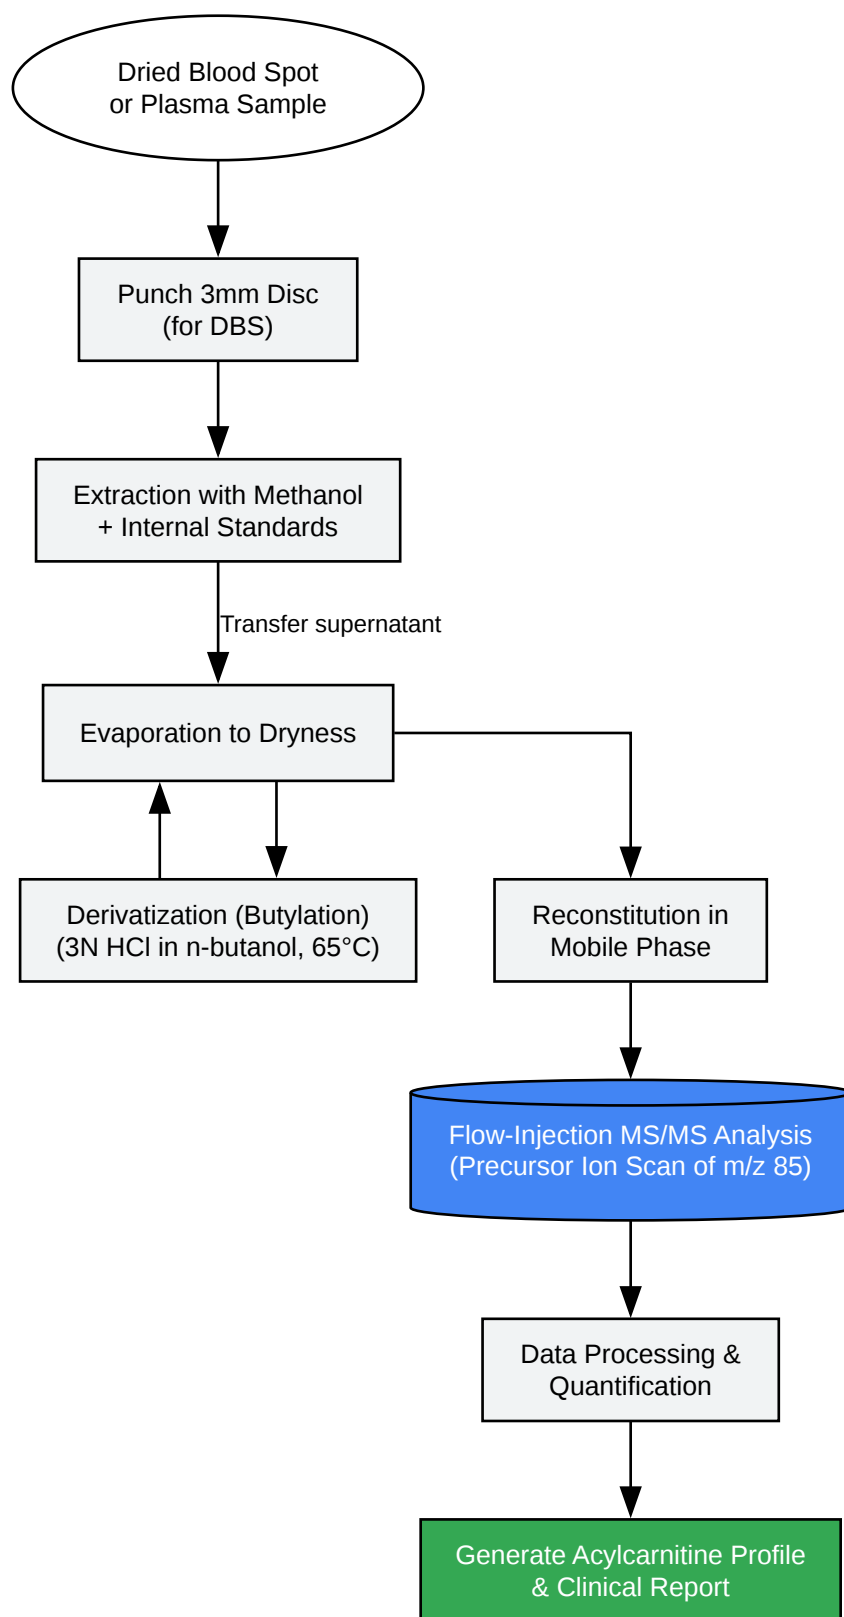 Dried Blood Spot
or Plasma Sample
Punch 3mm Disc
(for DBS)
Extraction with Methanol
+ Internal Standards
Transfer supernatant
Evaporation to Dryness
Derivatization (Butylation)
(3N HCl in n-butanol, 65°C)
Reconstitution in
Mobile Phase
Flow-Injection MS/MS Analysis
(Precursor Ion Scan of m/z 85)
Data Processing &
Quantification
Generate Acylcarnitine Profile
& Clinical Report